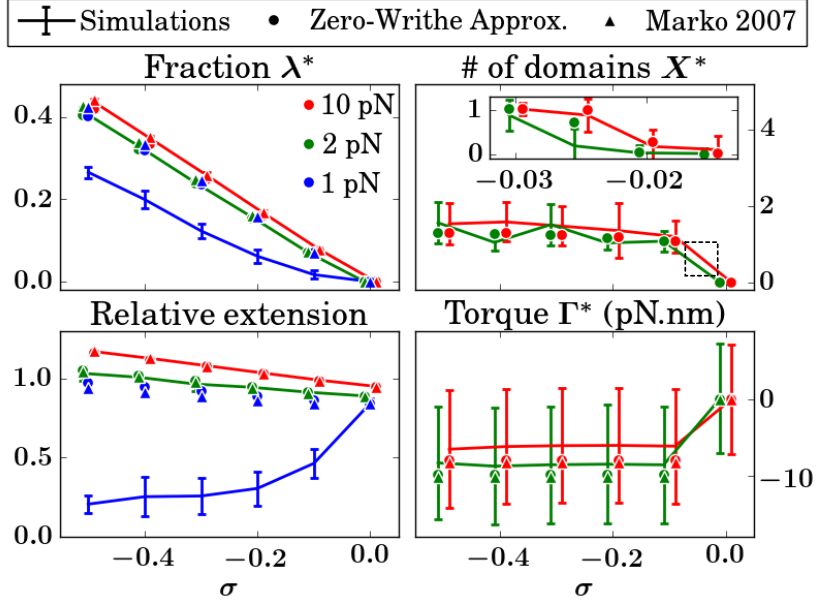 Simulations Zero-Writhe Approx. Marko 2007
Fraction λ* # of domains X*
10 pN
2 pN
1 pN
0.4
0.2
0.0
1
0
−0.03 −0.02
4
2
0
Relative extension Torque Γ* (pN.nm)
1.0
0.5
0.0
0
−10
−0.4 −0.2 0.0 −0.4 −0.2 0.0
σ σ